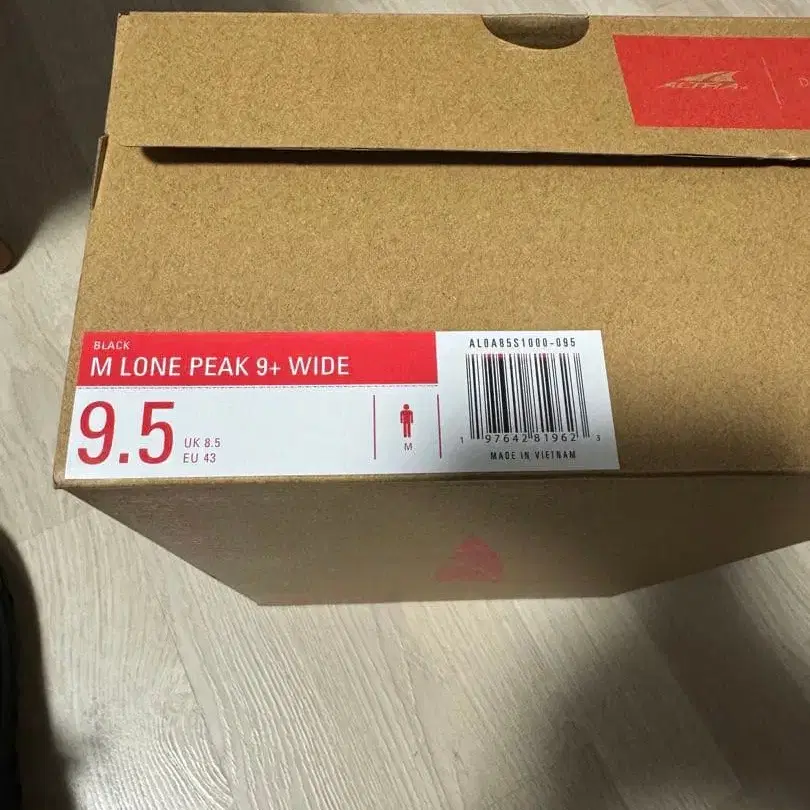 ALTRA
D
BLACK
M LONE PEAK 9+ WIDE
9.5
UK 8.5
EU 43
M
AL0A85S1000-095
1 97642 81962 3
MADE IN VIETNAM